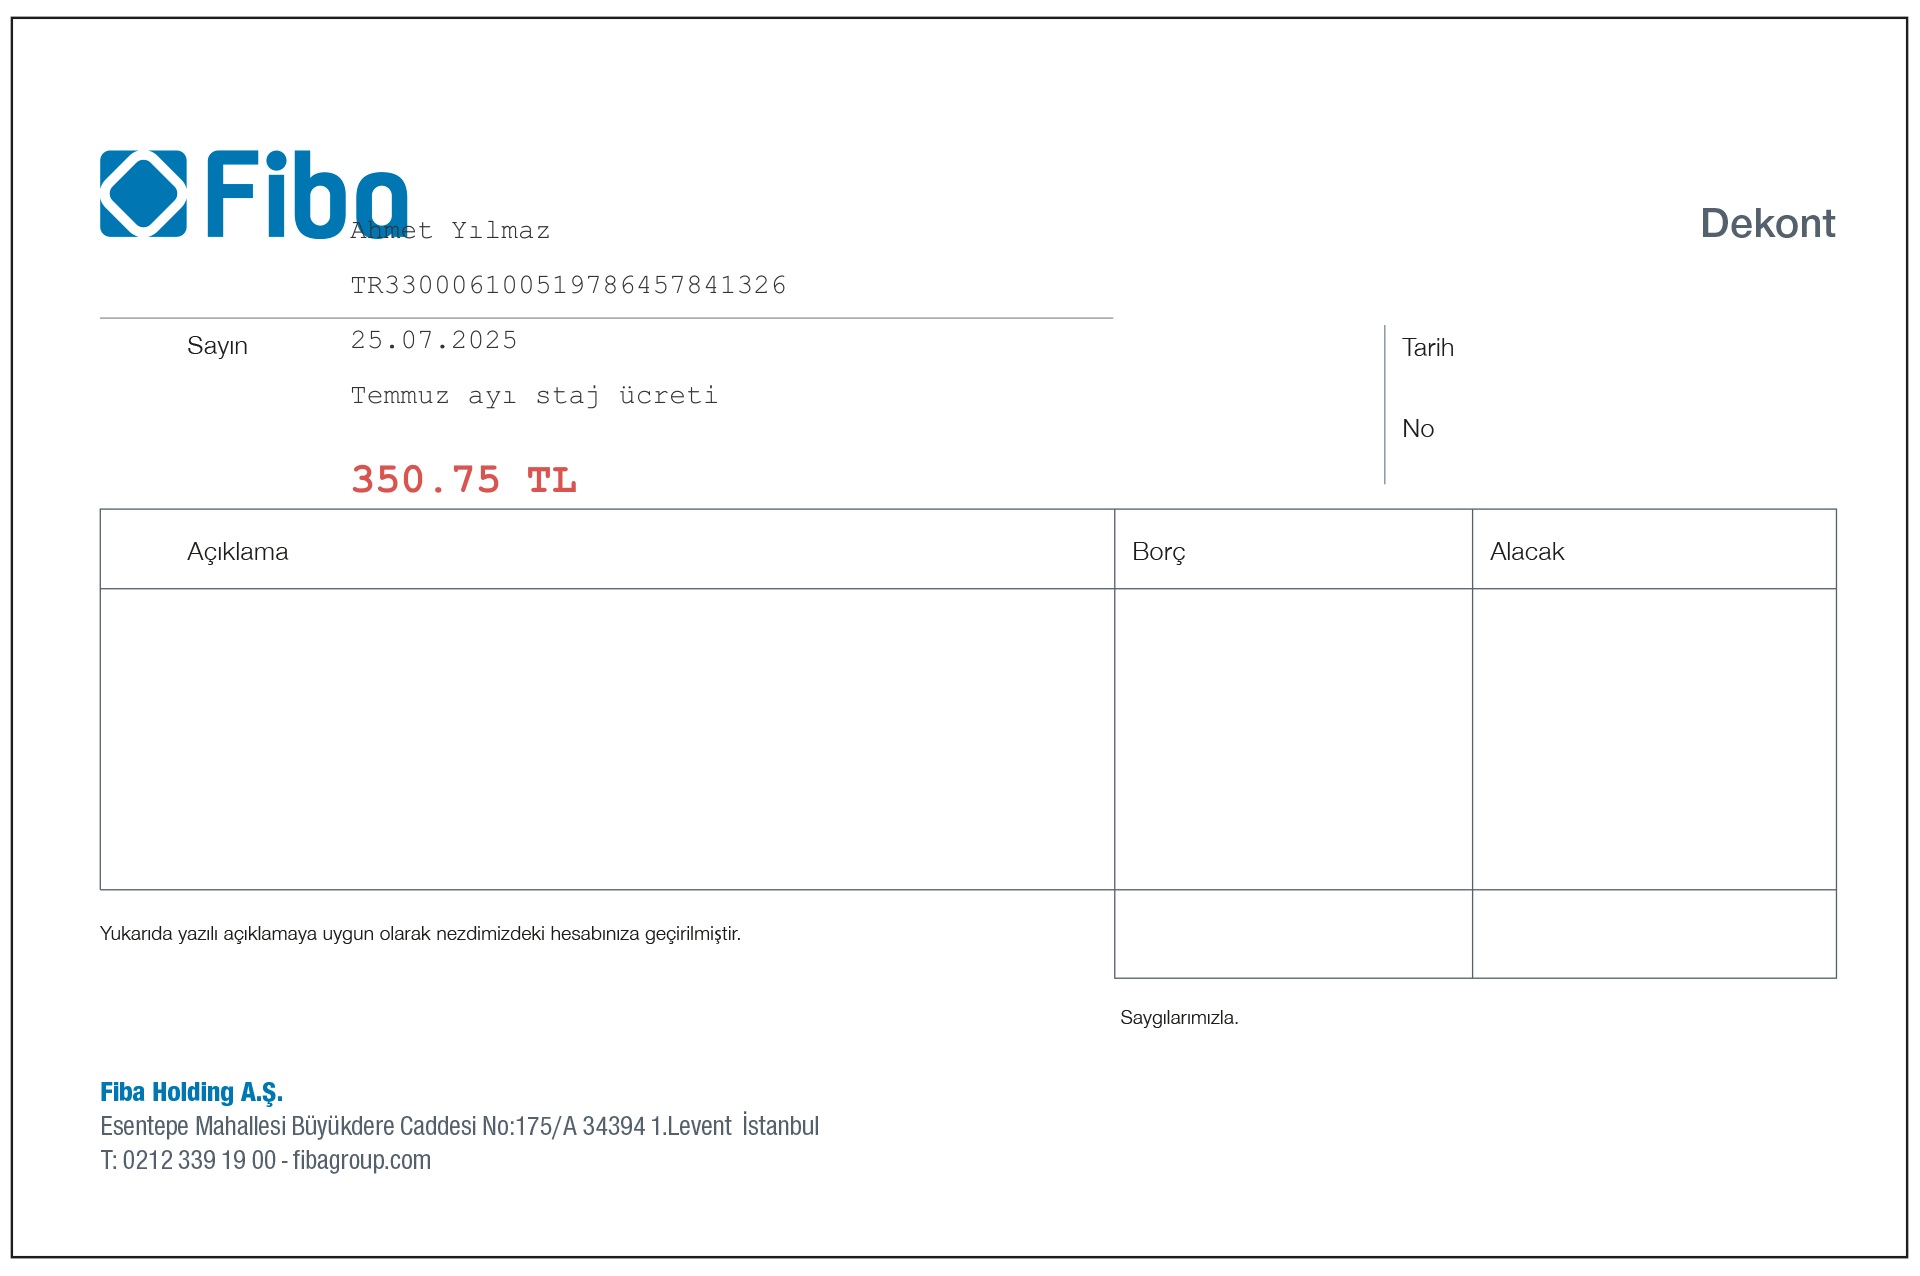 Fiba
Ahmet Yılmaz
Dekont
TR330006100519786457841326
Sayın
25.07.2025
Tarih
Temmuz ayı staj ücreti
No
350.75 TL
Açıklama
Borç
Alacak
Yukarıda yazılı açıklamaya uygun olarak nezdimizdeki hesabınıza geçirilmiştir.
Saygılarımızla.
Fiba Holding A.Ş.
Esentepe Mahallesi Büyükdere Caddesi No:175/A 34394 1.Levent İstanbul
T: 0212 339 19 00 - fibagroup.com